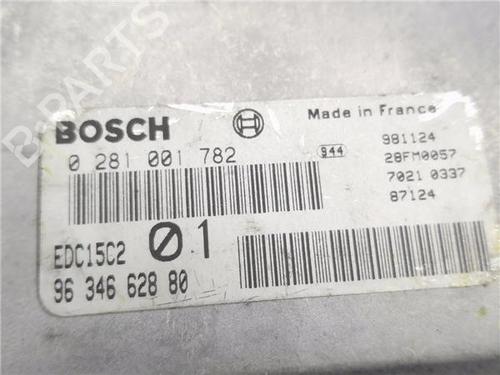 B-PARTS
BOSCH
Made in France
0 281 001 782
944
981124
28FM0057
7021 0337
87124
EDC15C2
01
96 346 628 80